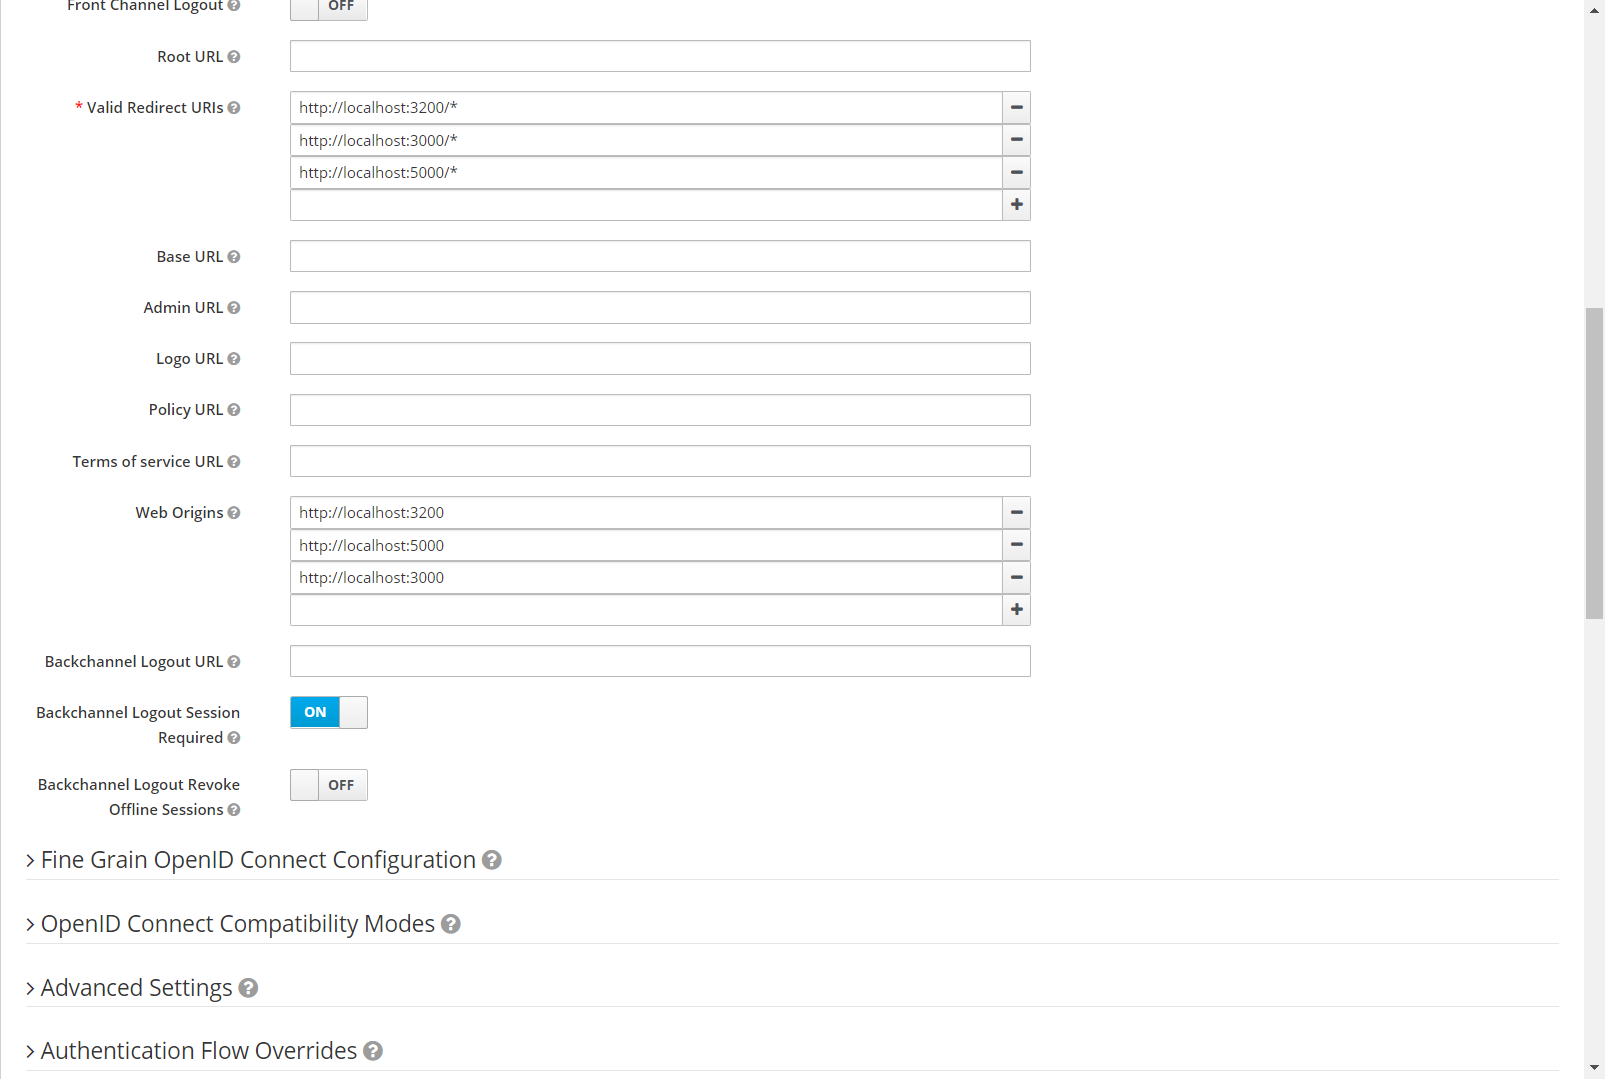 Front Channel Logout
OFF
Root URL
* Valid Redirect URIs
http://localhost:3200/*
http://localhost:3000/*
http://localhost:5000/*
Base URL
Admin URL
Logo URL
Policy URL
Terms of service URL
Web Origins
http://localhost:3200
http://localhost:5000
http://localhost:3000
Backchannel Logout URL
Backchannel Logout Session
Required
ON
Backchannel Logout Revoke
Offline Sessions
OFF
Fine Grain OpenID Connect Configuration
OpenID Connect Compatibility Modes
Advanced Settings
Authentication Flow Overrides